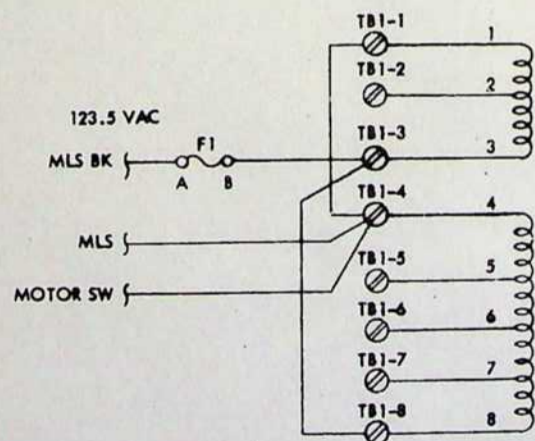 TB1-1
1
TB1-2
2
123.5 VAC
TB1-3
F1
MLS BK
3
A B
TB1-4
4
MLS
TB1-5
5
MOTOR SW
TB1-6
6
TB1-7
7
TB1-8
8